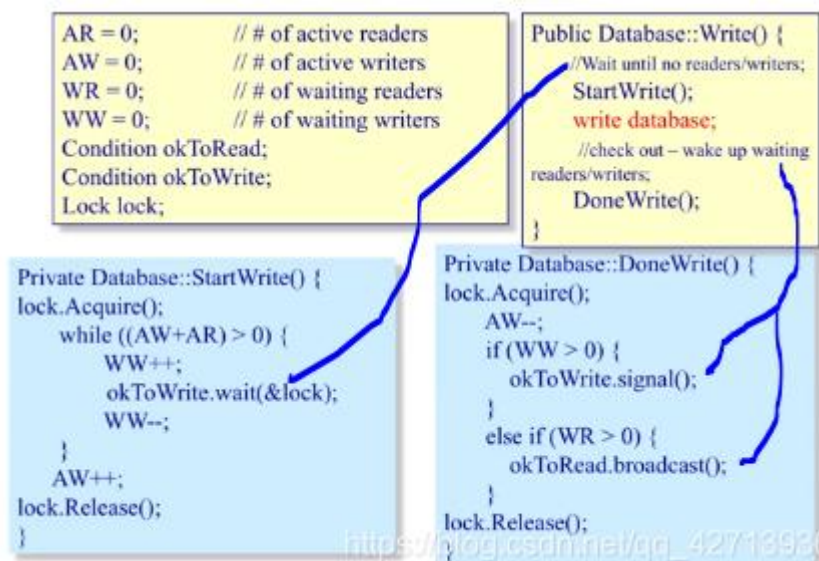 AR = 0; // # of active readers
AW = 0; // # of active writers
WR = 0; // # of waiting readers
WW = 0; // # of waiting writers
Condition okToRead;
Condition okToWrite;
Lock lock;
Public Database::Write() {
//Wait until no readers/writers;
StartWrite();
write database;
//check out – wake up waiting
readers/writers;
DoneWrite();
}
Private Database::StartWrite() {
lock.Acquire();
while ((AW+AR) > 0) {
WW++;
okToWrite.wait(&lock);
WW--;
}
AW++;
lock.Release();
}
Private Database::DoneWrite() {
lock.Acquire();
AW--;
if (WW > 0) {
okToWrite.signal();
}
else if (WR > 0) {
okToRead.broadcast();
}
lock.Release();
}
https://blog.csdn.net/qq_42713936